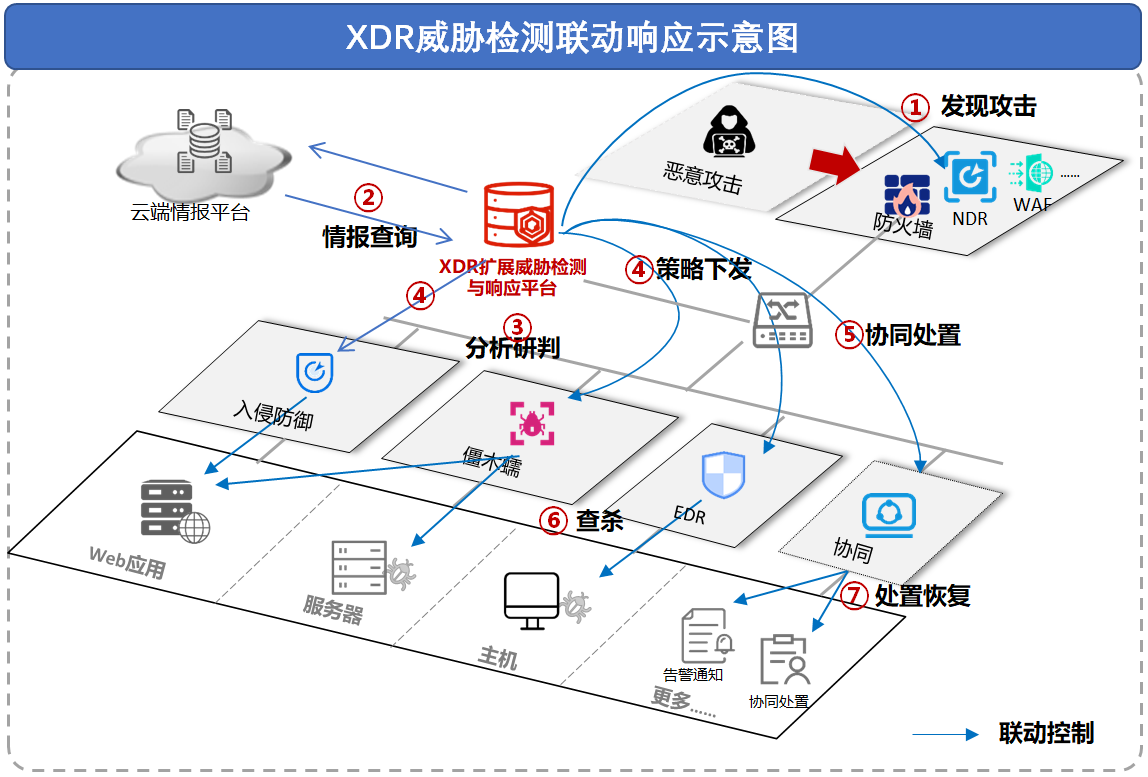 XDR威胁检测联动响应示意图
① 发现攻击
恶意攻击
防火墙
NDR
WAF
......
云端情报平台
②
情报查询
XDR扩展威胁检测
与响应平台
④
④ 策略下发
③
分析研判
⑤ 协同处置
入侵防御
僵木蠕
EDR
协同
⑥ 查杀
⑦ 处置恢复
Web应用
服务器
主机
更多......
告警通知
协同处置
联动控制